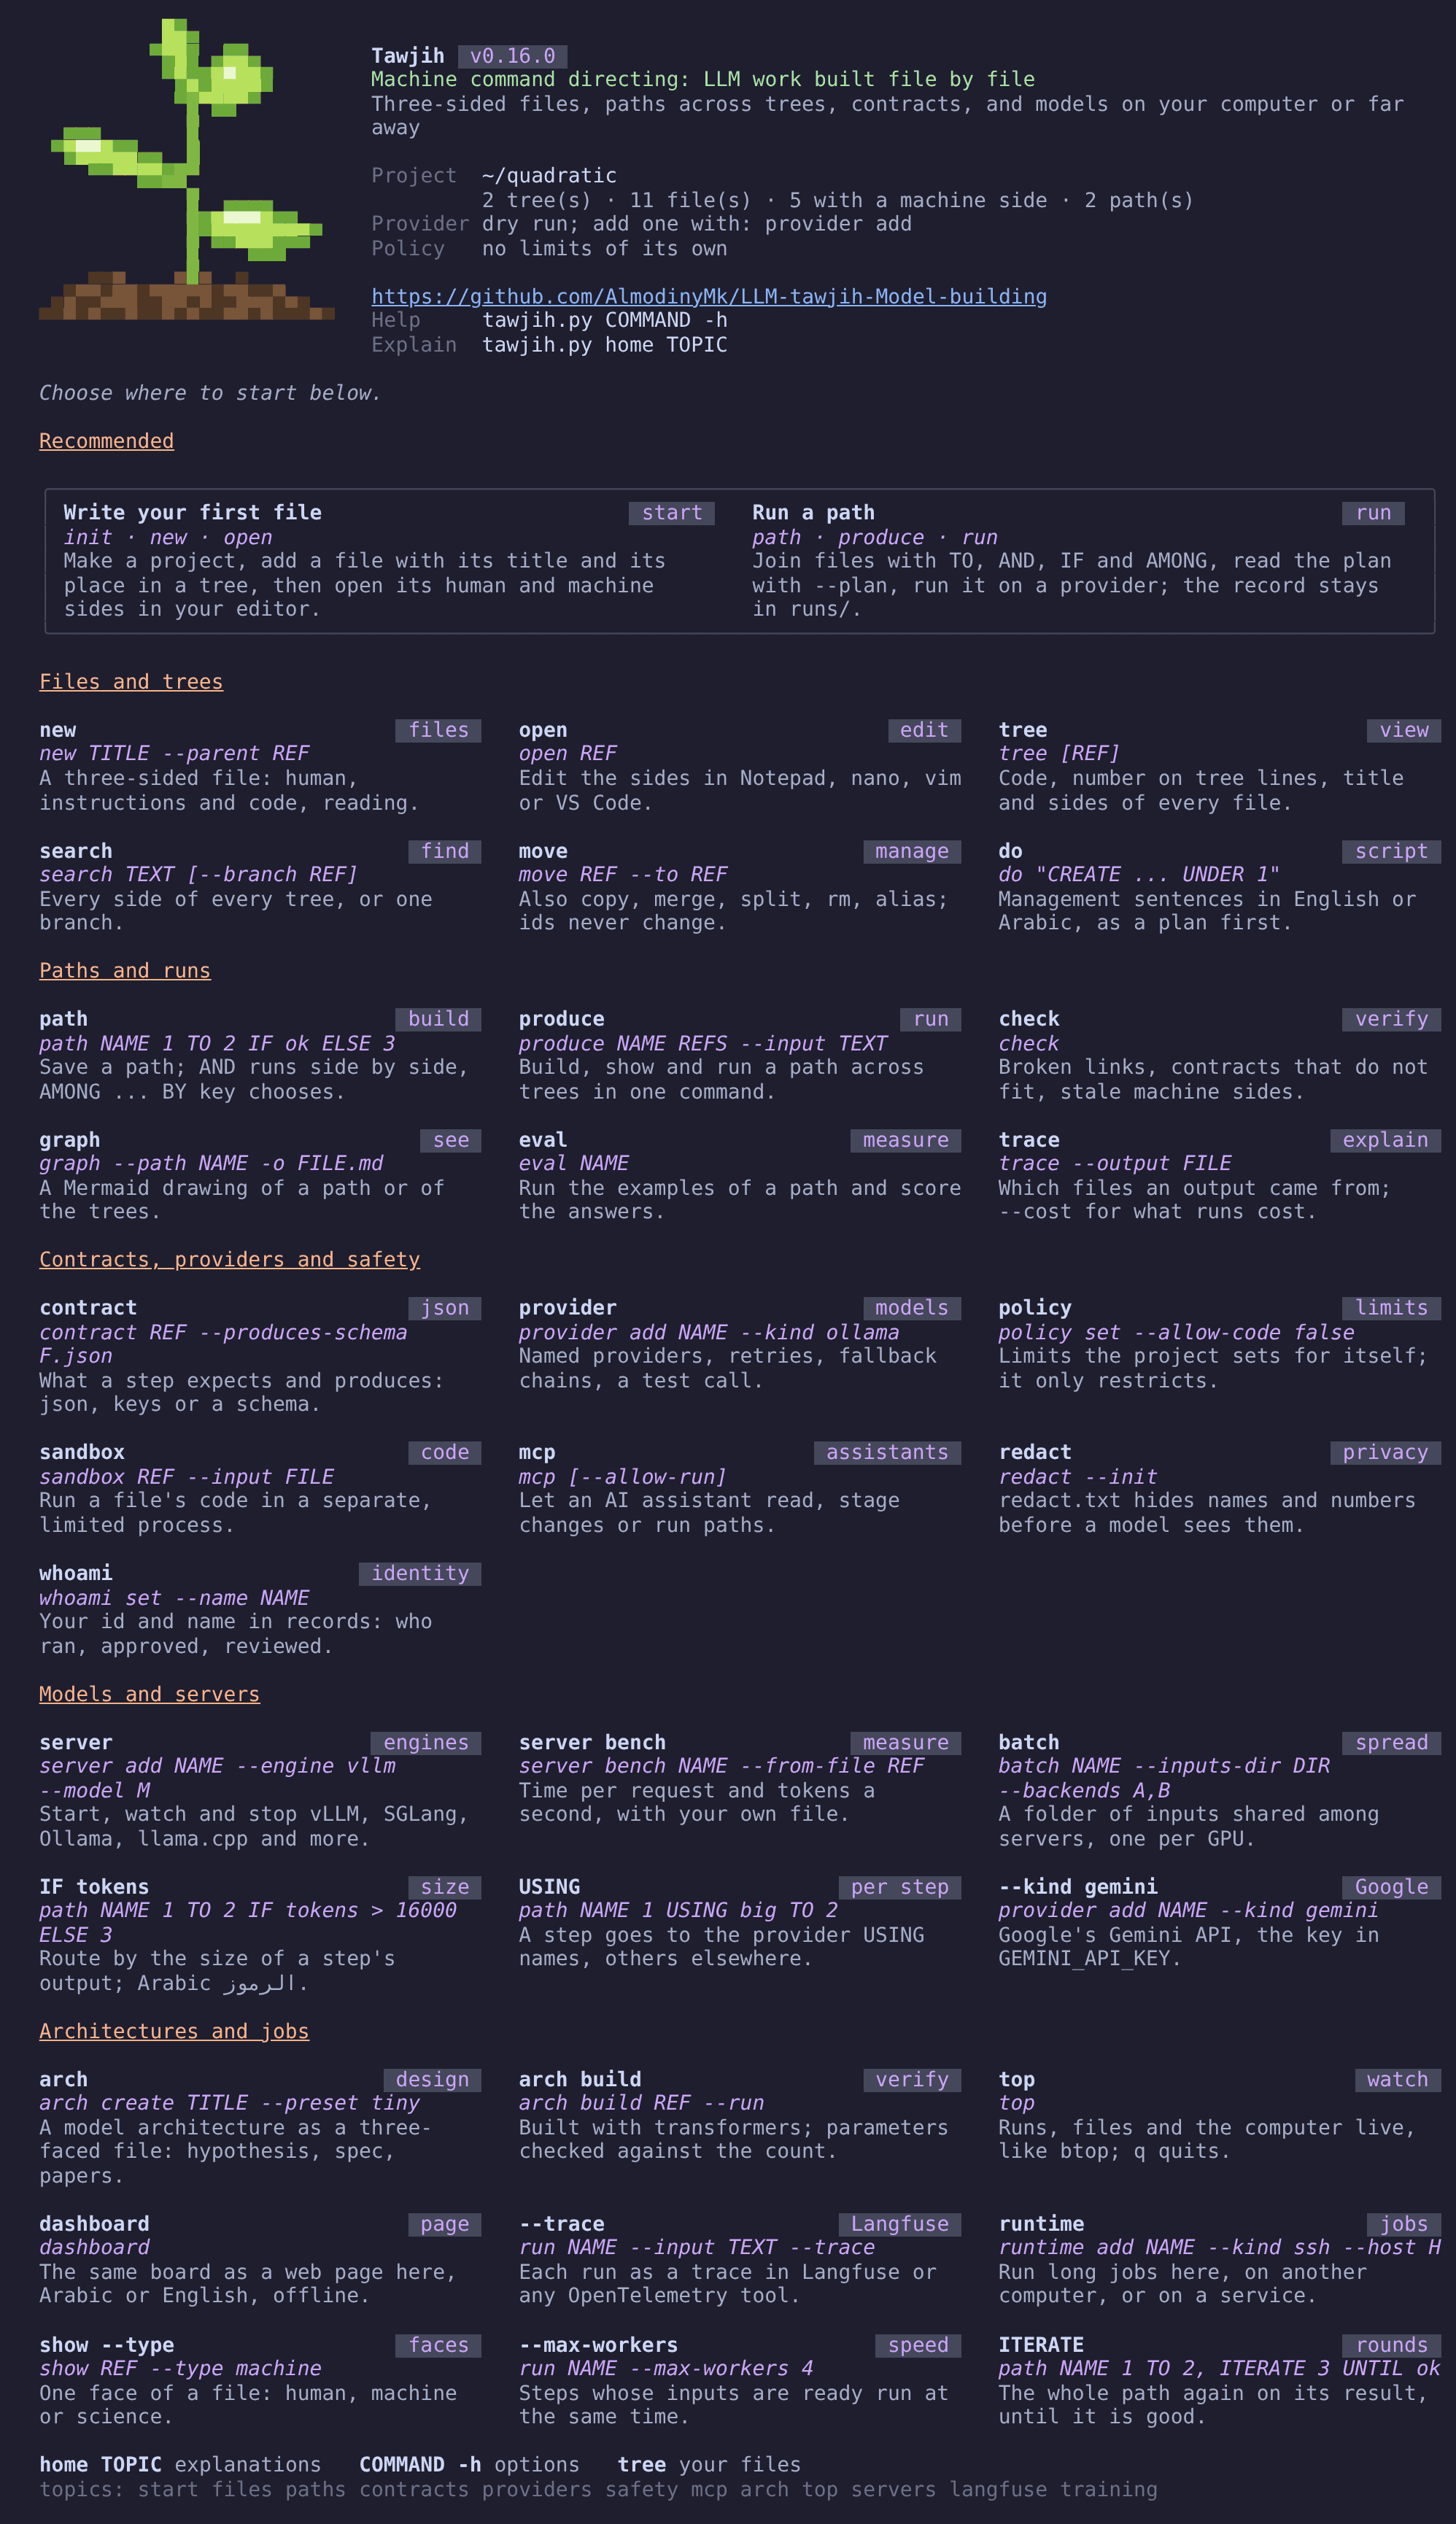 Tawjih v0.16.0
Machine command directing: LLM work built file by file
Three-sided files, paths across trees, contracts, and models on your computer or far
away
Project ~/quadratic
2 tree(s) · 11 file(s) · 5 with a machine side · 2 path(s)
Provider dry run; add one with: provider add
Policy no limits of its own
https://github.com/AlmodinyMk/LLM-tawjih-Model-building
Help tawjih.py COMMAND -h
Explain tawjih.py home TOPIC
Choose where to start below.
Recommended
Write your first file start
init · new · open
Make a project, add a file with its title and its
place in a tree, then open its human and machine
sides in your editor.
Run a path run
path · produce · run
Join files with TO, AND, IF and AMONG, read the plan
with --plan, run it on a provider; the record stays
in runs/.
Files and trees
new files
new TITLE --parent REF
A three-sided file: human,
instructions and code, reading.
open edit
open REF
Edit the sides in Notepad, nano, vim
or VS Code.
tree view
tree [REF]
Code, number on tree lines, title
and sides of every file.
search find
search TEXT [--branch REF]
Every side of every tree, or one
branch.
move manage
move REF --to REF
Also copy, merge, split, rm, alias;
ids never change.
do script
do "CREATE ... UNDER 1"
Management sentences in English or
Arabic, as a plan first.
Paths and runs
path build
path NAME 1 TO 2 IF ok ELSE 3
Save a path; AND runs side by side,
AMONG ... BY key chooses.
produce run
produce NAME REFS --input TEXT
Build, show and run a path across
trees in one command.
check verify
check
Broken links, contracts that do not
fit, stale machine sides.
graph see
graph --path NAME -o FILE.md
A Mermaid drawing of a path or of
the trees.
eval measure
eval NAME
Run the examples of a path and score
the answers.
trace explain
trace --output FILE
Which files an output came from;
--cost for what runs cost.
Contracts, providers and safety
contract json
contract REF --produces-schema
F.json
What a step expects and produces:
json, keys or a schema.
provider models
provider add NAME --kind ollama
Named providers, retries, fallback
chains, a test call.
policy limits
policy set --allow-code false
Limits the project sets for itself;
it only restricts.
sandbox code
sandbox REF --input FILE
Run a file's code in a separate,
limited process.
mcp assistants
mcp [--allow-run]
Let an AI assistant read, stage
changes or run paths.
redact privacy
redact --init
redact.txt hides names and numbers
before a model sees them.
whoami identity
whoami set --name NAME
Your id and name in records: who
ran, approved, reviewed.
Models and servers
server engines
server add NAME --engine vllm
--model M
Start, watch and stop vLLM, SGLang,
Ollama, llama.cpp and more.
server bench measure
server bench NAME --from-file REF
Time per request and tokens a
second, with your own file.
batch spread
batch NAME --inputs-dir DIR
--backends A,B
A folder of inputs shared among
servers, one per GPU.
IF tokens size
path NAME 1 TO 2 IF tokens > 16000
ELSE 3
Route by the size of a step's
output; Arabic الرموز.
USING per step
path NAME 1 USING big TO 2
A step goes to the provider USING
names, others elsewhere.
--kind gemini Google
provider add NAME --kind gemini
Google's Gemini API, the key in
GEMINI_API_KEY.
Architectures and jobs
arch design
arch create TITLE --preset tiny
A model architecture as a three-
faced file: hypothesis, spec,
papers.
arch build verify
arch build REF --run
Built with transformers; parameters
checked against the count.
top watch
top
Runs, files and the computer live,
like btop; q quits.
dashboard page
dashboard
The same board as a web page here,
Arabic or English, offline.
--trace Langfuse
run NAME --input TEXT --trace
Each run as a trace in Langfuse or
any OpenTelemetry tool.
runtime jobs
runtime add NAME --kind ssh --host H
Run long jobs here, on another
computer, or on a service.
show --type faces
show REF --type machine
One face of a file: human, machine
or science.
--max-workers speed
run NAME --max-workers 4
Steps whose inputs are ready run at
the same time.
ITERATE rounds
path NAME 1 TO 2, ITERATE 3 UNTIL ok
The whole path again on its result,
until it is good.
home TOPIC explanations COMMAND -h options tree your files
topics: start files paths contracts providers safety mcp arch top servers langfuse training